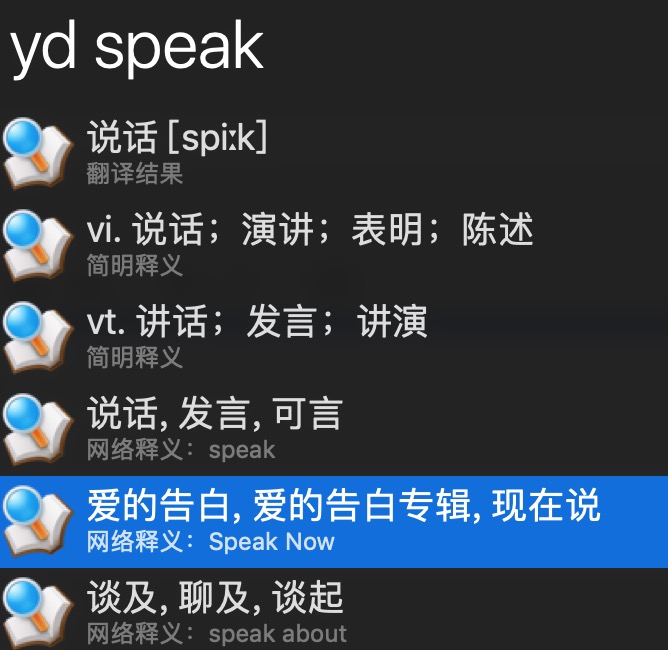 yd speak
说话 [spiːk]
翻译结果
vi. 说话；演讲；表明；陈述
简明释义
vt. 讲话；发言；讲演
简明释义
说话, 发言, 可言
网络释义：speak
爱的告白, 爱的告白专辑, 现在说
网络释义：Speak Now
谈及, 聊及, 谈起
网络释义：speak about